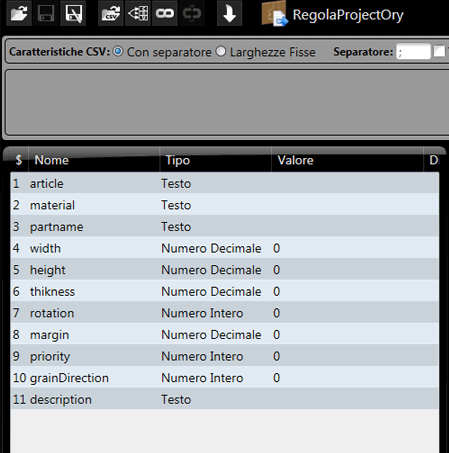 CSV
RegolaProjectOry
Caratteristiche CSV: Con separatore Larghezze Fisse Separatore: ;
$ Nome Tipo Valore D
1 article Testo
2 material Testo
3 partname Testo
4 width Numero Decimale 0
5 height Numero Decimale 0
6 thikness Numero Decimale 0
7 rotation Numero Intero 0
8 margin Numero Decimale 0
9 priority Numero Intero 0
10 grainDirection Numero Intero 0
11 description Testo